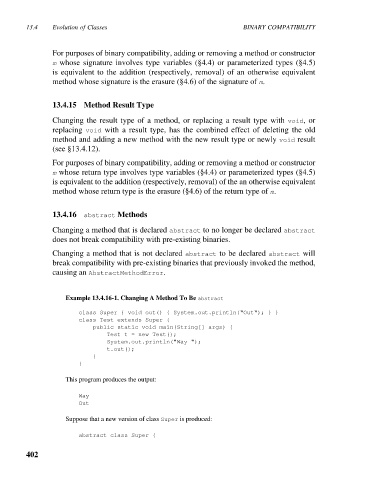 13.4 Evolution of Classes BINARY COMPATIBILITY
For purposes of binary compatibility, adding or removing a method or constructor
m whose signature involves type variables (§4.4) or parameterized types (§4.5)
is equivalent to the addition (respectively, removal) of an otherwise equivalent
method whose signature is the erasure (§4.6) of the signature of m.
13.4.15 Method Result Type
Changing the result type of a method, or replacing a result type with void, or
replacing void with a result type, has the combined effect of deleting the old
method and adding a new method with the new result type or newly void result
(see §13.4.12).
For purposes of binary compatibility, adding or removing a method or constructor
m whose return type involves type variables (§4.4) or parameterized types (§4.5)
is equivalent to the addition (respectively, removal) of the an otherwise equivalent
method whose return type is the erasure (§4.6) of the return type of m.
13.4.16 abstract Methods
Changing a method that is declared abstract to no longer be declared abstract
does not break compatibility with pre-existing binaries.
Changing a method that is not declared abstract to be declared abstract will
break compatibility with pre-existing binaries that previously invoked the method,
causing an AbstractMethodError.
Example 13.4.16-1. Changing A Method To Be abstract
class Super { void out() { System.out.println("Out"); } }
class Test extends Super {
public static void main(String[] args) {
Test t = new Test();
System.out.println("Way ");
t.out();
}
}
This program produces the output:
Way
Out
Suppose that a new version of class Super is produced:
abstract class Super {
402